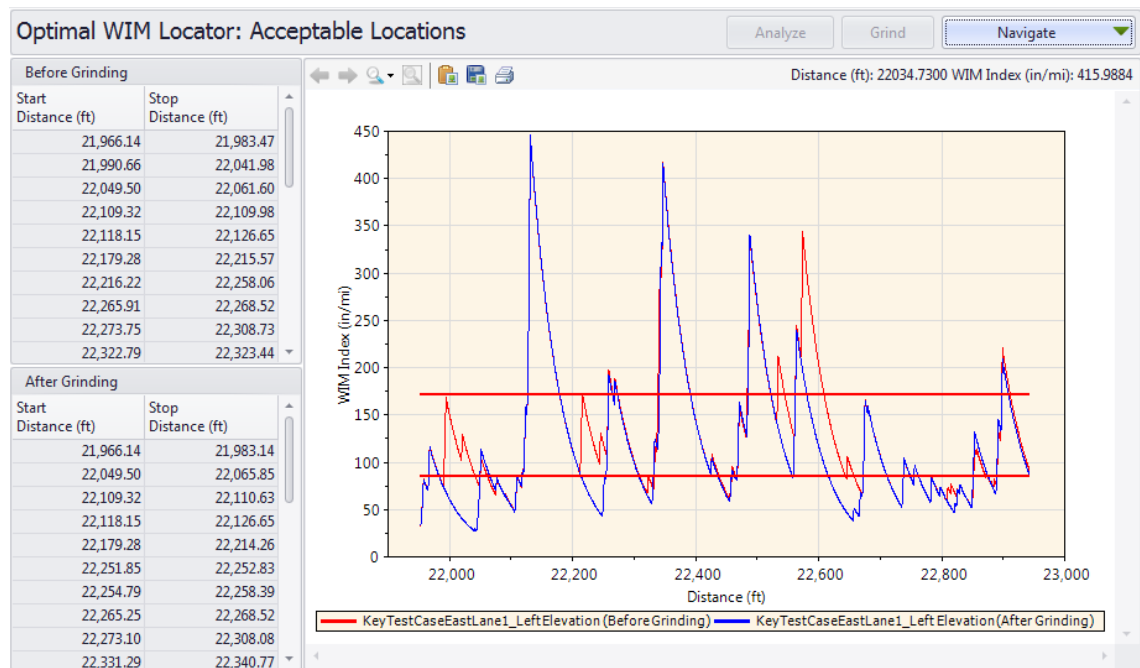 Optimal WIM Locator: Acceptable Locations
Analyze
Grind
Navigate
Before Grinding
Start Distance (ft) Stop Distance (ft)
21,966.14 21,983.47
21,990.66 22,041.98
22,049.50 22,061.60
22,109.32 22,109.98
22,118.15 22,126.65
22,179.28 22,215.57
22,216.22 22,258.06
22,265.91 22,268.52
22,273.75 22,308.73
22,322.79 22,323.44
After Grinding
Start Distance (ft) Stop Distance (ft)
21,966.14 21,983.14
22,049.50 22,065.85
22,109.32 22,110.63
22,118.15 22,126.65
22,179.28 22,214.26
22,251.85 22,252.83
22,254.79 22,258.39
22,265.25 22,268.52
22,273.10 22,308.08
22,331.29 22,340.77
Distance (ft): 22034.7300 WIM Index (in/mi): 415.9884
WIM Index (in/mi)
450
400
350
300
250
200
150
100
50
0
22,000 22,200 22,400 22,600 22,800 23,000
Distance (ft)
KeyTestCaseEastLane1_Left Elevation (Before Grinding) KeyTestCaseEastLane1_Left Elevation (After Grinding)